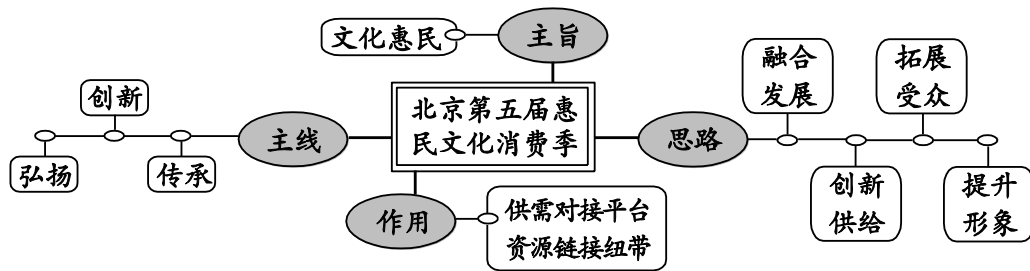 文化惠民
主旨
融合
发展
拓展
受众
创新
北京第五届惠
民文化消费季
主线
思路
弘扬
传承
创新
供给
提升
形象
作用
供需对接平台
资源链接纽带